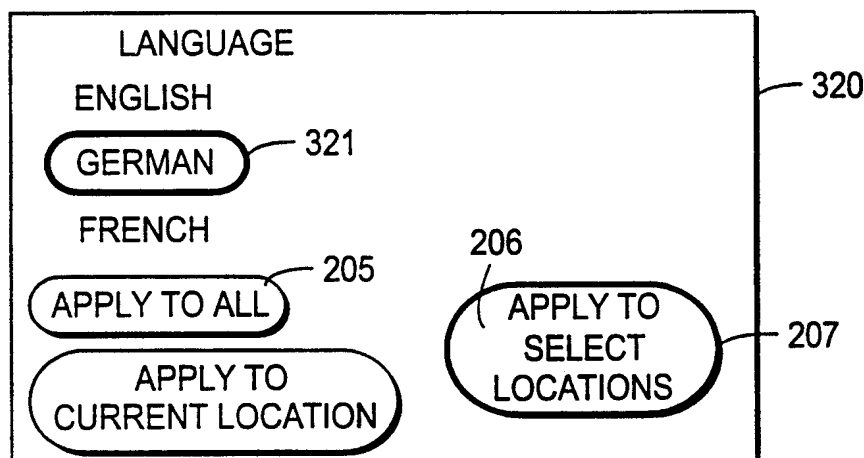 LANGUAGE
ENGLISH
320
GERMAN
321
FRENCH
205
206
APPLY TO ALL
APPLY TO
SELECT
LOCATIONS
207
APPLY TO
CURRENT LOCATION